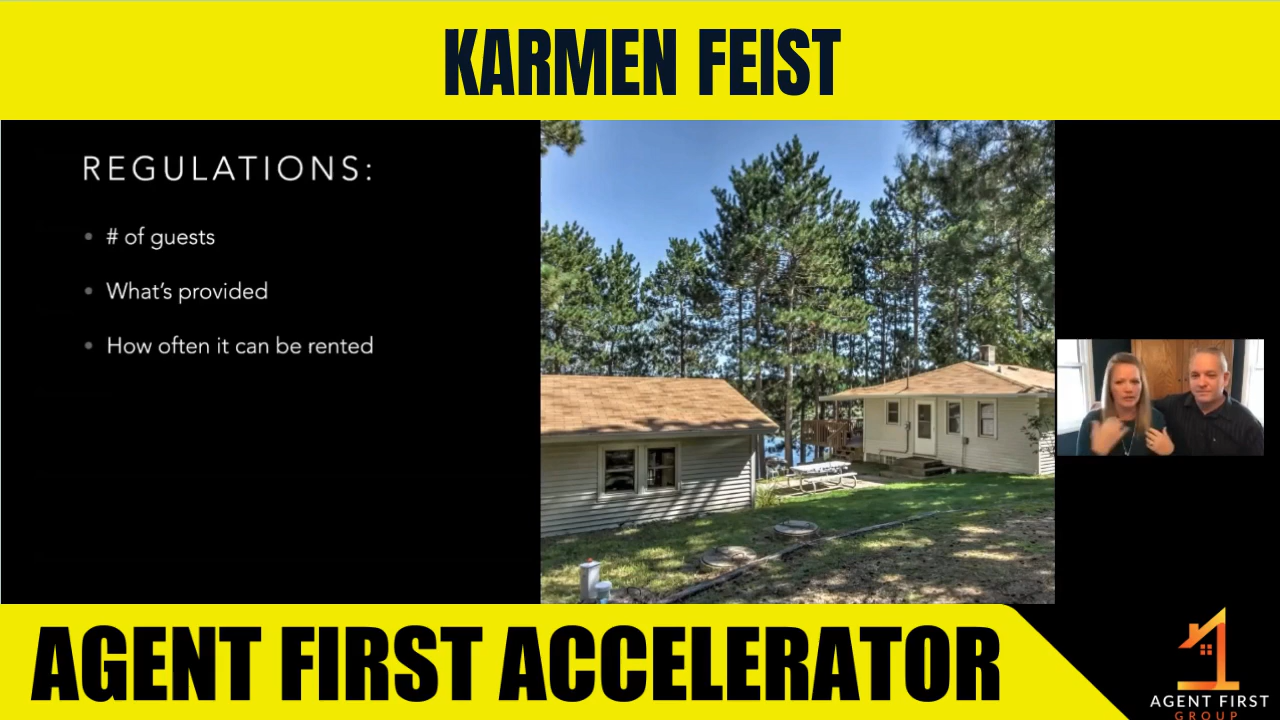 KARMEN FEIST
REGULATIONS:
# of guests
What's provided
How often it can be rented
AGENT FIRST ACCELERATOR
AGENT FIRST
GROUP